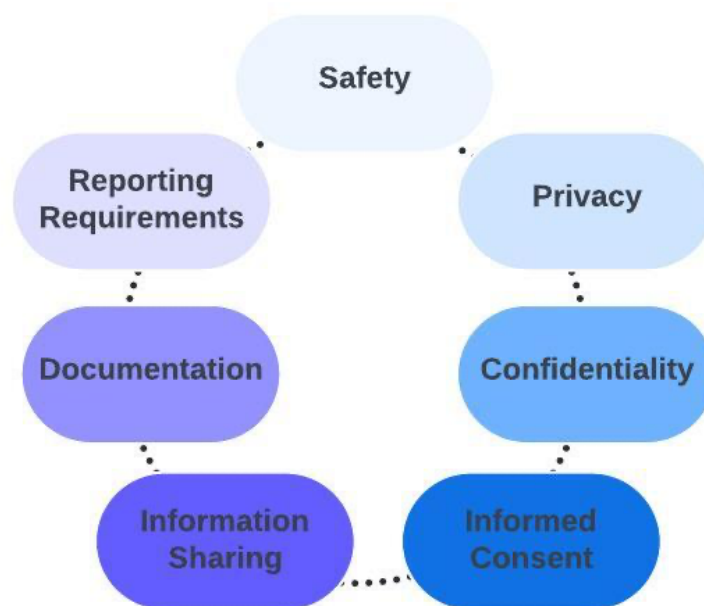 Safety
Privacy
Confidentiality
Informed
Consent
Information
Sharing
Documentation
Reporting
Requirements